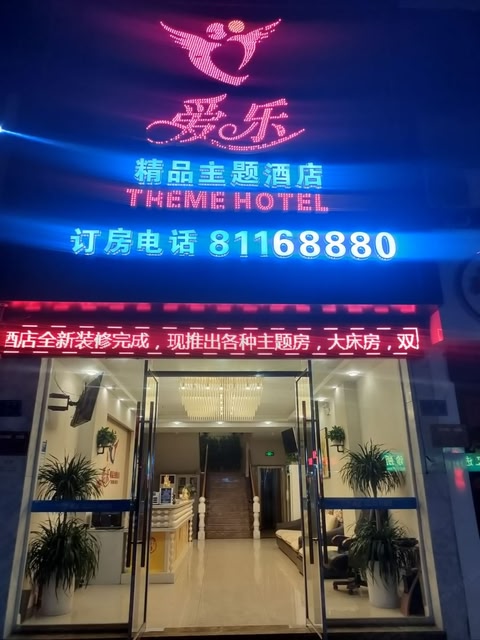 爱乐
精品主题酒店
THEME HOTEL
订房电话 81168880
酒店全新装修完成，现推出各种主题房，大床房，双